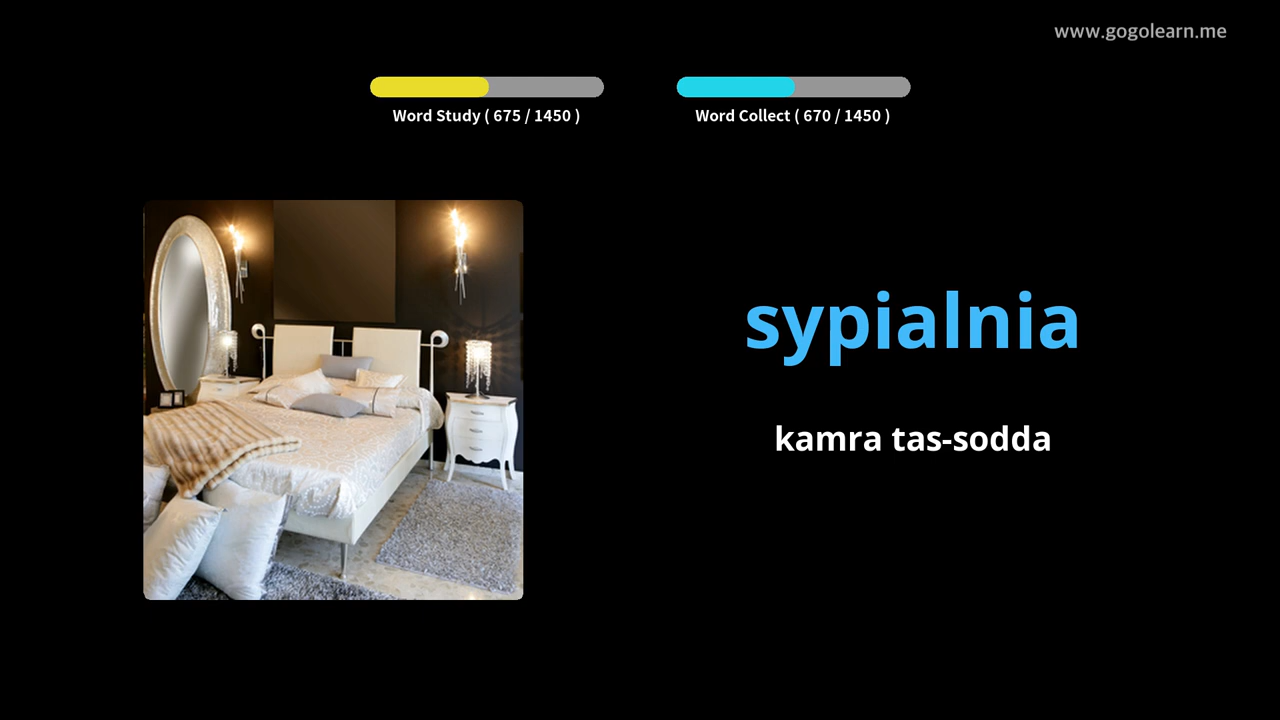 www.gogolearn.me
Word Study ( 675 / 1450 )
Word Collect ( 670 / 1450 )
sypialnia
kamra tas-sodda